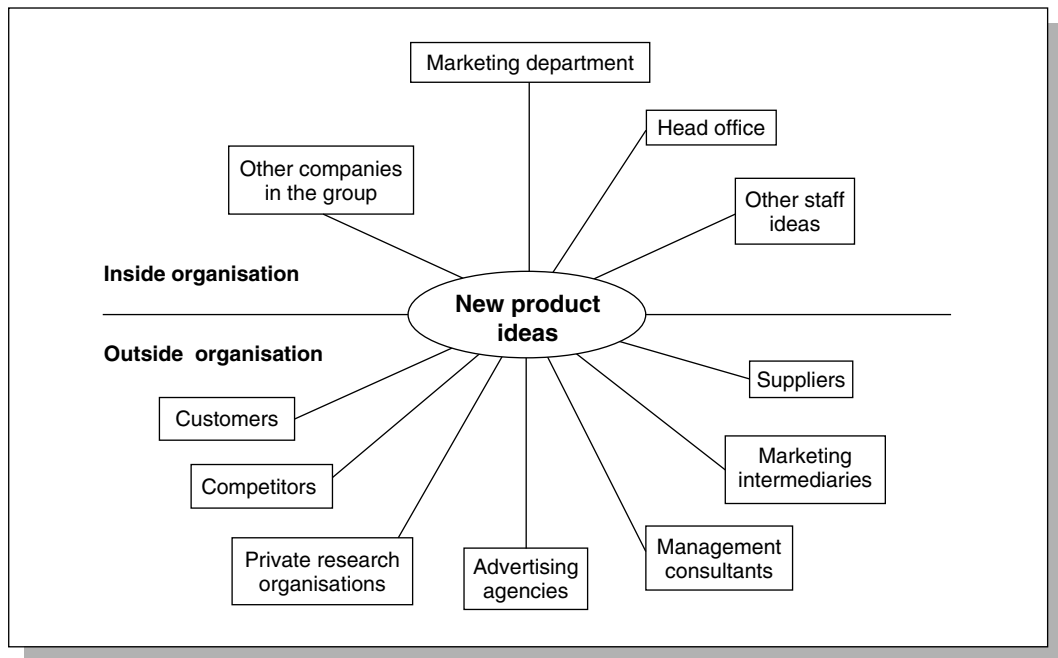 Marketing department
Head office
Other companies
in the group
Other staff
ideas
Inside organisation
New product
ideas
Outside organisation
Suppliers
Customers
Marketing
intermediaries
Competitors
Management
consultants
Private research
organisations
Advertising
agencies